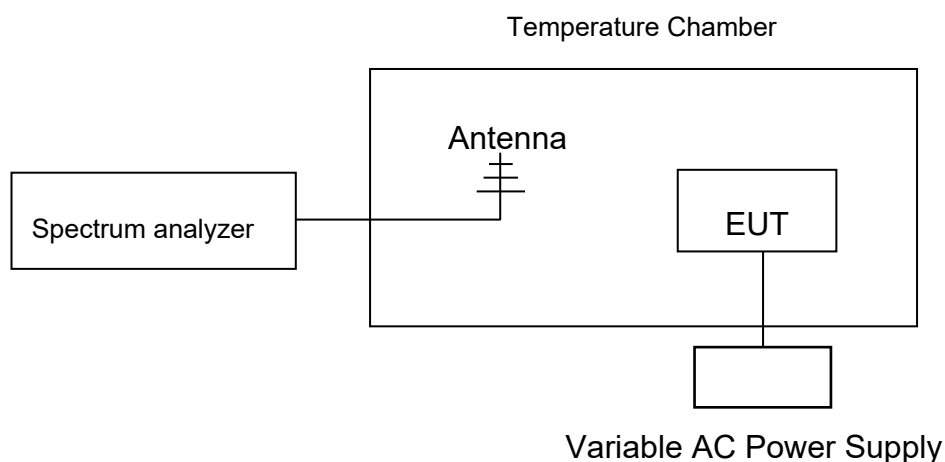 Temperature Chamber
Antenna
Spectrum analyzer
EUT
Variable AC Power Supply